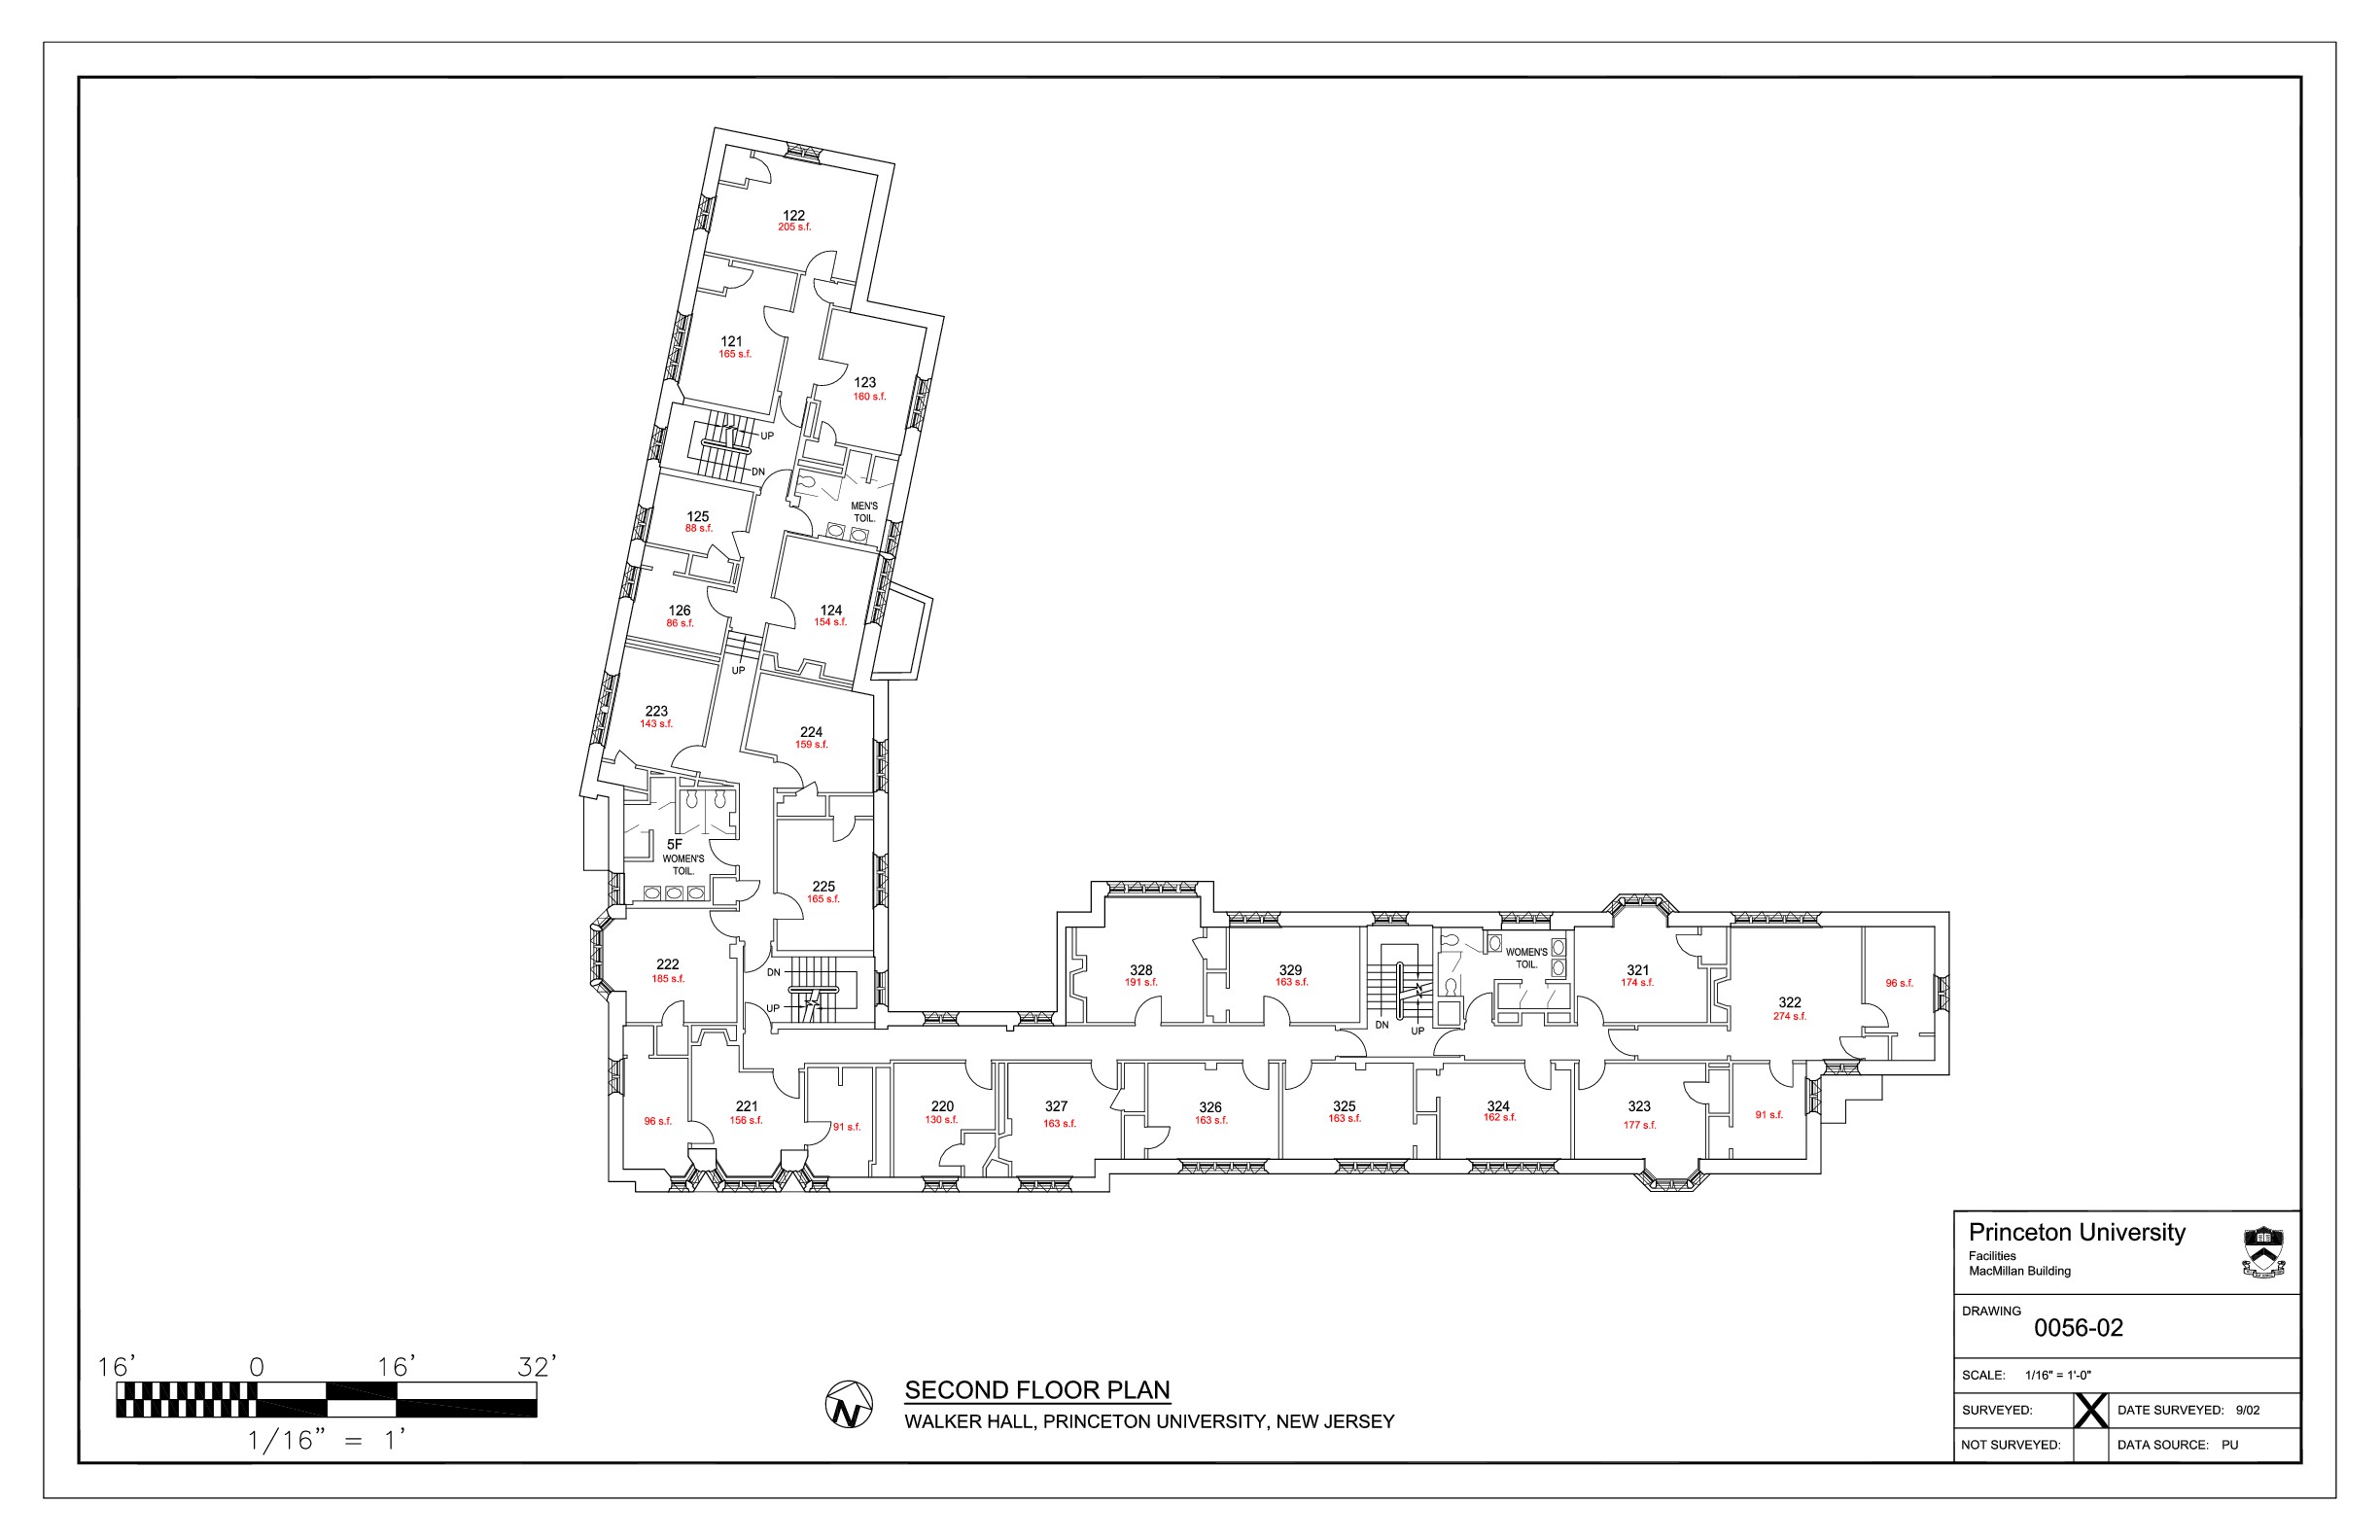 122
205 s.f.
121
165 s.f.
123
160 s.f.
UP
DN
MEN'S
TOIL.
125
88 s.f.
126
86 s.f.
124
154 s.f.
UP
223
143 s.f.
224
159 s.f.
5F
WOMEN'S
TOIL.
225
165 s.f.
222
185 s.f.
DN
UP
328
191 s.f.
329
163 s.f.
DN
UP
WOMEN'S
TOIL.
321
174 s.f.
322
274 s.f.
96 s.f.
96 s.f.
221
156 s.f.
91 s.f.
220
130 s.f.
327
163 s.f.
326
163 s.f.
325
163 s.f.
324
162 s.f.
323
177 s.f.
91 s.f.
16' 0 16' 32'
1/16" = 1'
N
SECOND FLOOR PLAN
WALKER HALL, PRINCETON UNIVERSITY, NEW JERSEY
Princeton University
Facilities
MacMillan Building
DRAWING
0056-02
SCALE: 1/16" = 1'-0"
SURVEYED: X DATE SURVEYED: 9/02
NOT SURVEYED: DATA SOURCE: PU